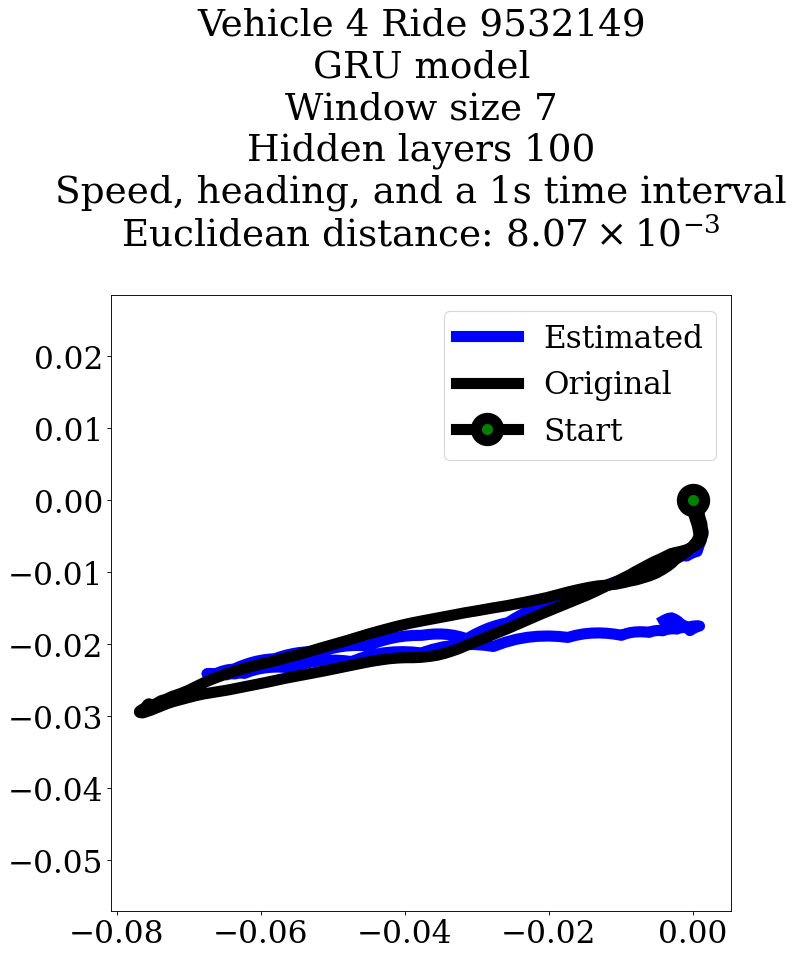 Vehicle 4 Ride 9532149
GRU model
Window size 7
Hidden layers 100
Speed, heading, and a 1s time interval
Euclidean distance: 8.07 × 10⁻³
Estimated
Original
Start
0.02
0.01
0.00
−0.01
−0.02
−0.03
−0.04
−0.05
−0.08 −0.06 −0.04 −0.02 0.00